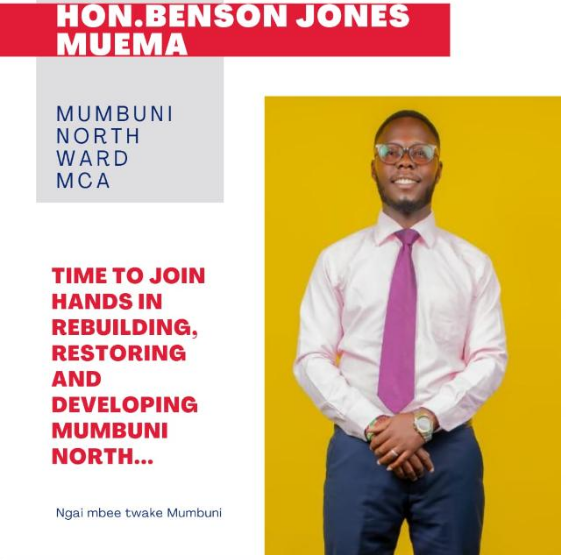 HON.BENSON JONES
MUEMA
MUMBUNI
NORTH
WARD
MCA
TIME TO JOIN
HANDS IN
REBUILDING,
RESTORING
AND
DEVELOPING
MUMBUNI
NORTH...
Ngai mbee twake Mumbuni